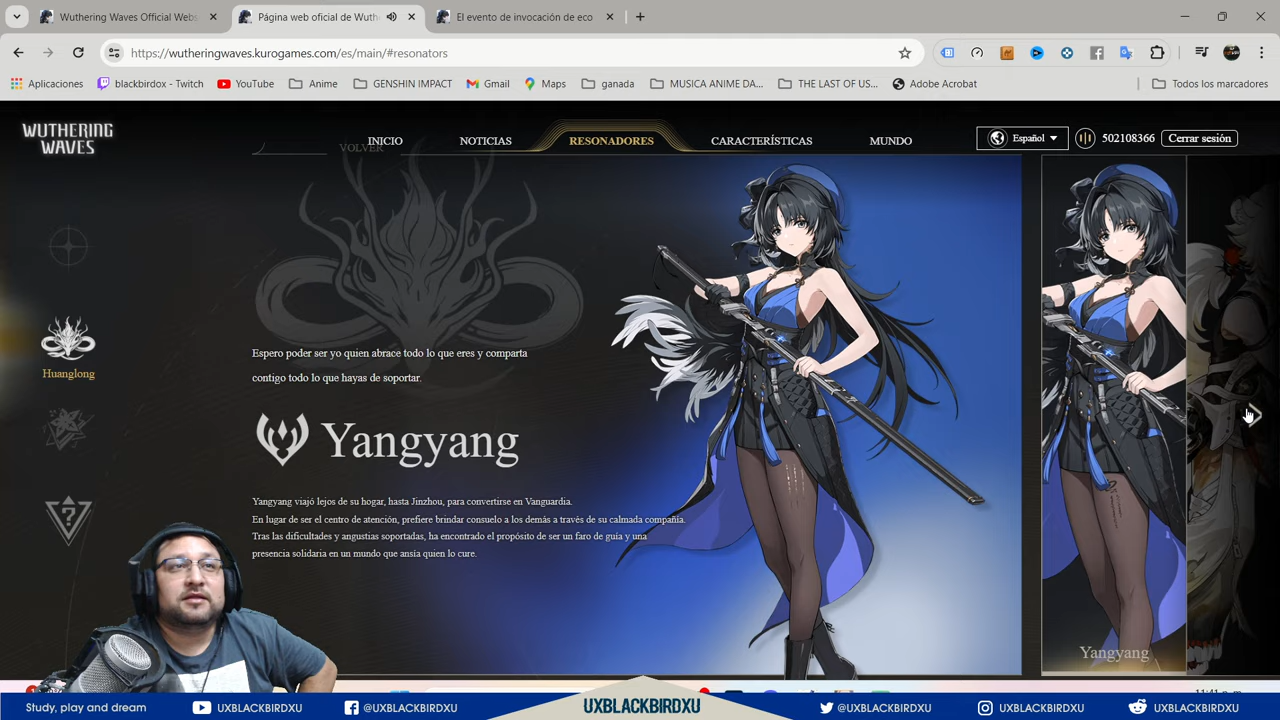 Wuthering Waves Official Webs
Página web oficial de Wuthe
El evento de invocación de eco
https://wutheringwaves.kurogames.com/es/main/#resonators
Aplicaciones
blackbirdox - Twitch
YouTube
Anime
GENSHIN IMPACT
Gmail
Maps
ganada
MUSICA ANIME DA...
THE LAST OF US...
Adobe Acrobat
Todos los marcadores
WUTHERING
WAVES
INICIO
NOTICIAS
RESONADORES
CARACTERÍSTICAS
MUNDO
Español
502108366
Cerrar sesión
VOLVER
Huanglong
Espero poder ser yo quien abrace todo lo que eres y comparta
contigo todo lo que hayas de soportar.
Yangyang
Yangyang viajó lejos de su hogar, hasta Jinzhou, para convertirse en Vanguardia.
En lugar de ser el centro de atención, prefiere brindar consuelo a los demás a través de su calmada compañía.
Tras las dificultades y angustias soportadas, ha encontrado el propósito de ser un faro de guía y una
presencia solidaria en un mundo que ansía quien lo cure.
Yangyang
Study, play and dream
UXBLACKBIRDXU
@UXBLACKBIRDXU
UXBLACKBIRDXU
@UXBLACKBIRDXU
UXBLACKBIRDXU
UXBLACKBIRDXU